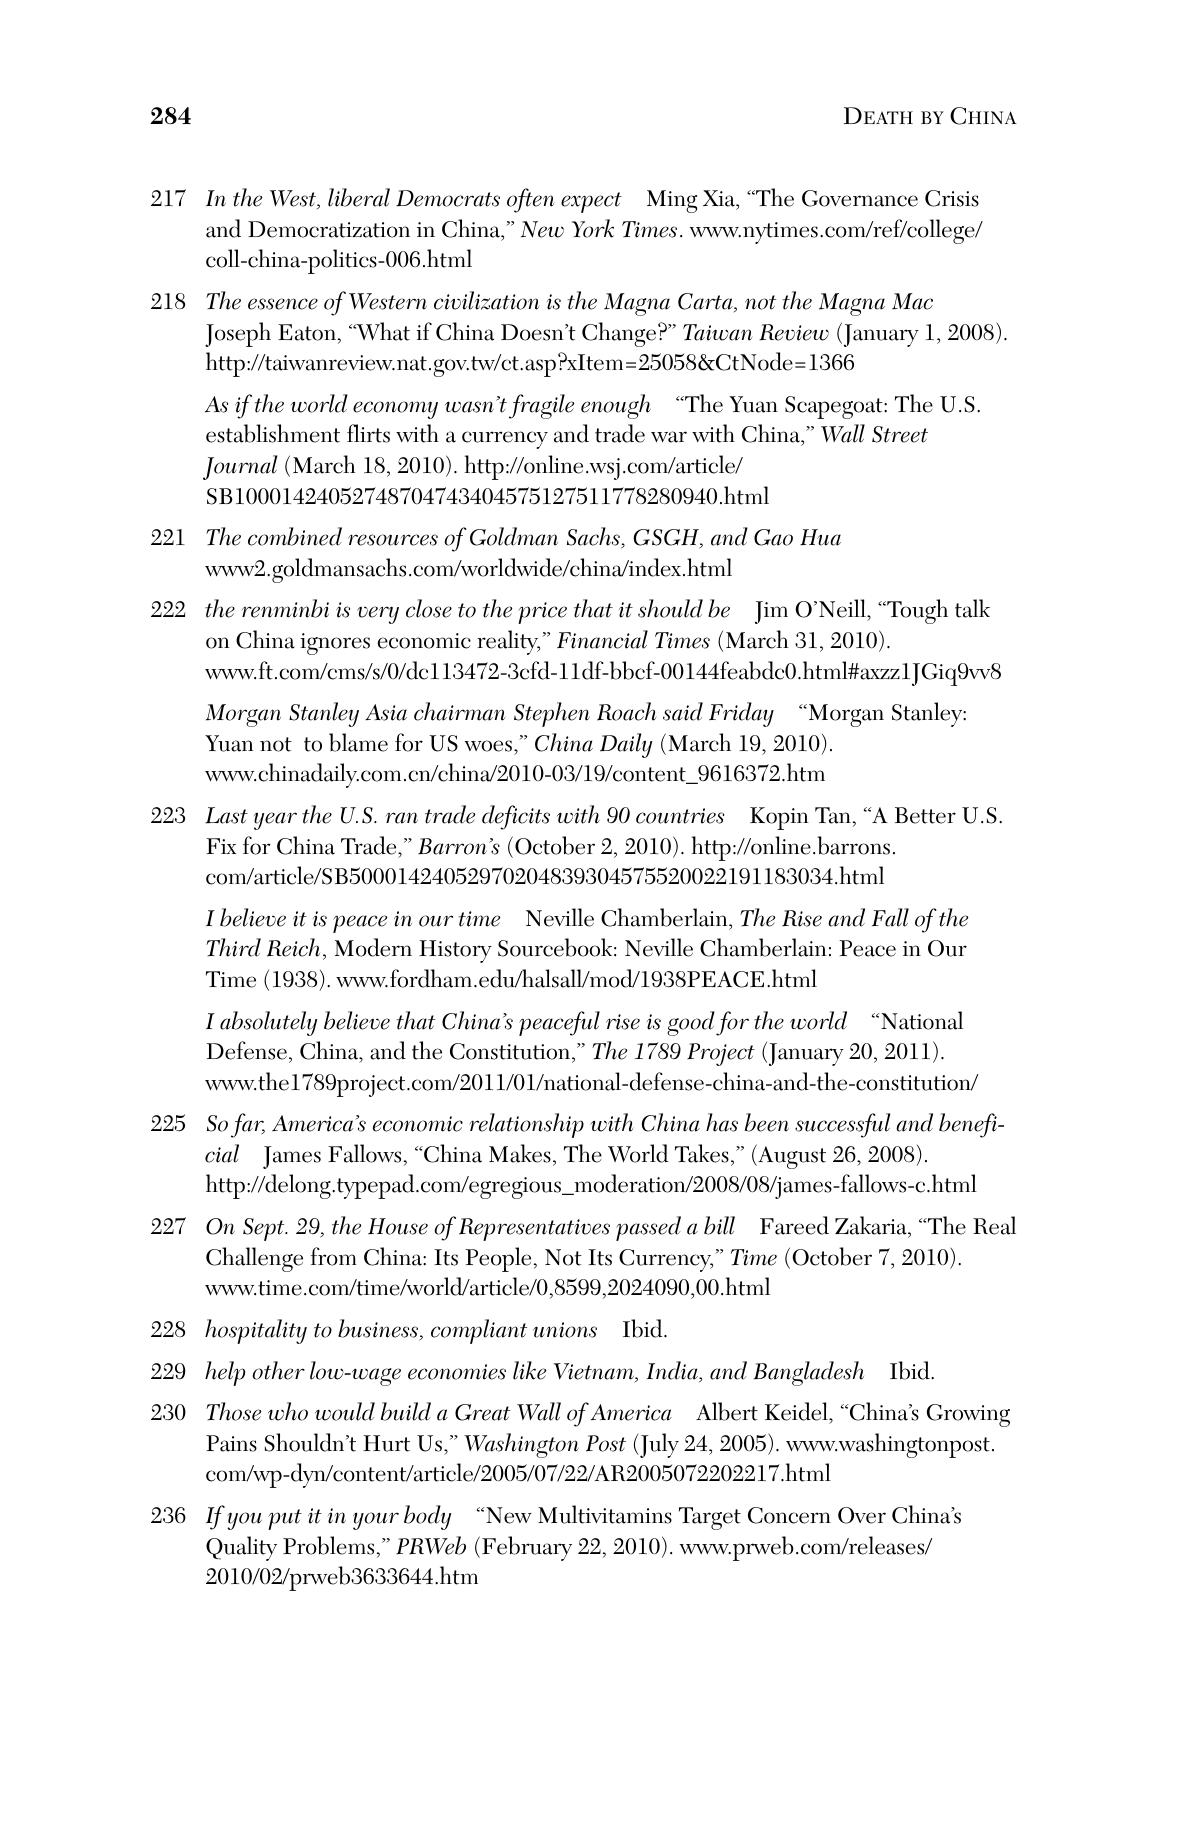 284 DEATH BY CHINA
217 In the West, liberal Democrats often expect Ming Xia, “The Governance Crisis
and Democratization in China,” New York Times. www.nytimes.com/ref/college/
coll-china-politics-006.html
218 The essence of Western civilization is the Magna Carta, not the Magna Mac
Joseph Eaton, “What if China Doesn’t Change?” Taiwan Review (January 1, 2008).
http://taiwanreview.nat.gov.tw/ct.asp?xItem=25058&CtNode=1366
As if the world economy wasn’t fragile enough “The Yuan Scapegoat: The U.S.
establishment flirts with a currency and trade war with China,” Wall Street
Journal (March 18, 2010). http://online.wsj.com/article/
SB10001424052748704743404575127511778280940.html
221 The combined resources of Goldman Sachs, GSGH, and Gao Hua
www2.goldmansachs.com/worldwide/china/index.html
222 the renminbi is very close to the price that it should be Jim O’Neill, “Tough talk
on China ignores economic reality,” Financial Times (March 31, 2010).
www.ft.com/cms/s/0/dc113472-3cfd-11df-bbcf-00144feabdc0.html#axzz1JGiq9vv8
Morgan Stanley Asia chairman Stephen Roach said Friday “Morgan Stanley:
Yuan not to blame for US woes,” China Daily (March 19, 2010).
www.chinadaily.com.cn/china/2010-03/19/content_9616372.htm
223 Last year the U.S. ran trade deficits with 90 countries Kopin Tan, “A Better U.S.
Fix for China Trade,” Barron’s (October 2, 2010). http://online.barrons.
com/article/SB50001424052970204839304575520022191183034.html
I believe it is peace in our time Neville Chamberlain, The Rise and Fall of the
Third Reich, Modern History Sourcebook: Neville Chamberlain: Peace in Our
Time (1938). www.fordham.edu/halsall/mod/1938PEACE.html
I absolutely believe that China’s peaceful rise is good for the world “National
Defense, China, and the Constitution,” The 1789 Project (January 20, 2011).
www.the1789project.com/2011/01/national-defense-china-and-the-constitution/
225 So far, America’s economic relationship with China has been successful and benefi-
cial James Fallows, “China Makes, The World Takes,” (August 26, 2008).
http://delong.typepad.com/egregious_moderation/2008/08/james-fallows-c.html
227 On Sept. 29, the House of Representatives passed a bill Fareed Zakaria, “The Real
Challenge from China: Its People, Not Its Currency,” Time (October 7, 2010).
www.time.com/time/world/article/0,8599,2024090,00.html
228 hospitality to business, compliant unions Ibid.
229 help other low-wage economies like Vietnam, India, and Bangladesh Ibid.
230 Those who would build a Great Wall of America Albert Keidel, “China’s Growing
Pains Shouldn’t Hurt Us,” Washington Post (July 24, 2005). www.washingtonpost.
com/wp-dyn/content/article/2005/07/22/AR2005072202217.html
236 If you put it in your body “New Multivitamins Target Concern Over China’s
Quality Problems,” PRWeb (February 22, 2010). www.prweb.com/releases/
2010/02/prweb3633644.htm